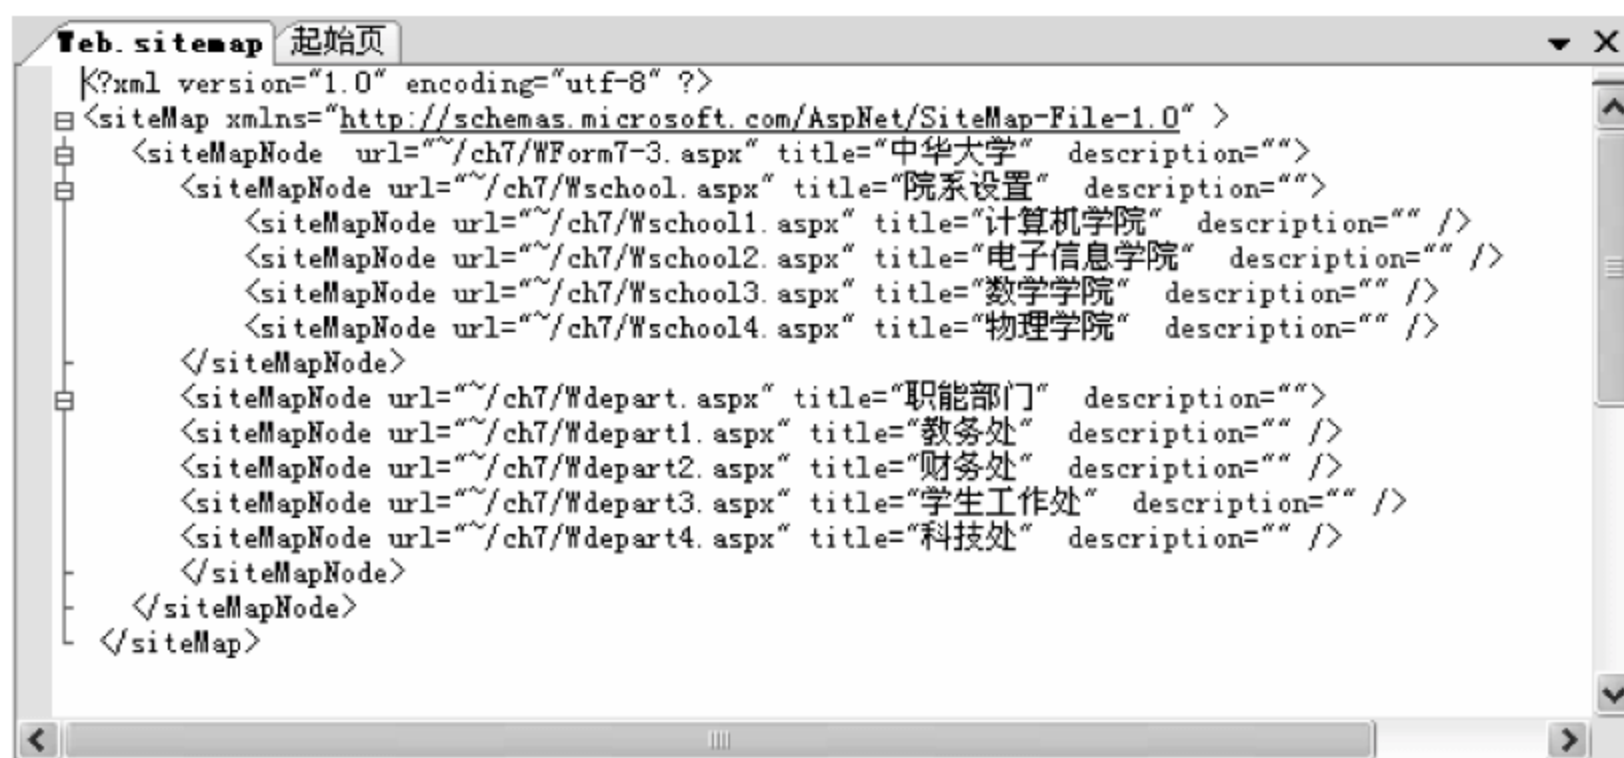 Web.sitemap 起始页
<?xml version="1.0" encoding="utf-8" ?>
<siteMap xmlns="http://schemas.microsoft.com/AspNet/SiteMap-File-1.0" >
<siteMapNode  url="~/ch7/WForm7-3.aspx" title="中华大学"  description="">
<siteMapNode url="~/ch7/Wschool.aspx" title="院系设置"  description="">
<siteMapNode url="~/ch7/Wschool1.aspx" title="计算机学院"  description="" />
<siteMapNode url="~/ch7/Wschool2.aspx" title="电子信息学院"  description="" />
<siteMapNode url="~/ch7/Wschool3.aspx" title="数学学院"  description="" />
<siteMapNode url="~/ch7/Wschool4.aspx" title="物理学院"  description="" />
</siteMapNode>
<siteMapNode url="~/ch7/Wdepart.aspx" title="职能部门"  description="">
<siteMapNode url="~/ch7/Wdepart1.aspx" title="教务处"  description="" />
<siteMapNode url="~/ch7/Wdepart2.aspx" title="财务处"  description="" />
<siteMapNode url="~/ch7/Wdepart3.aspx" title="学生工作处"  description="" />
<siteMapNode url="~/ch7/Wdepart4.aspx" title="科技处"  description="" />
</siteMapNode>
</siteMapNode>
</siteMap>